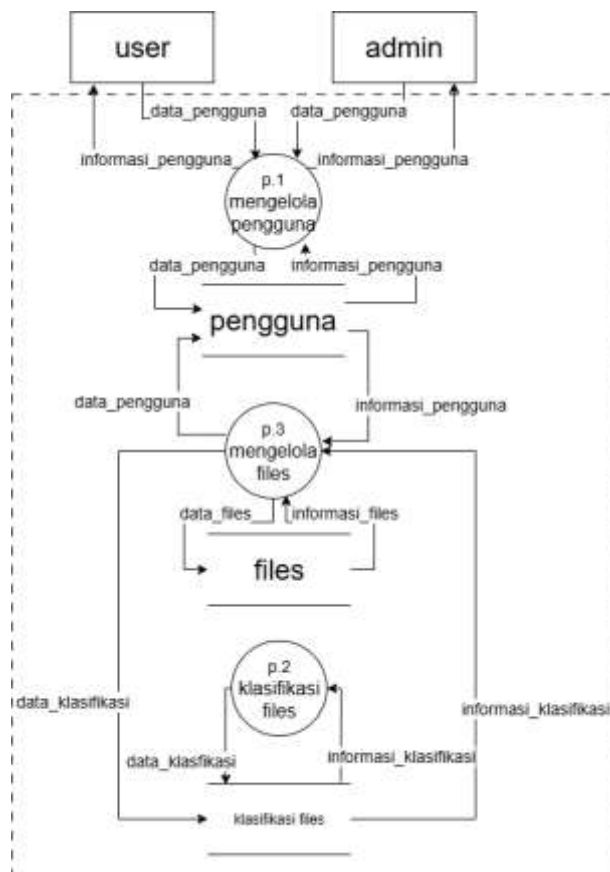 user
admin
data_pengguna
data_pengguna
informasi_pengguna
informasi_pengguna
p.1
mengelola
pengguna
data_pengguna
informasi_pengguna
pengguna
data_pengguna
informasi_pengguna
p.3
mengelola
files
data_files
informasi_files
files
p.2
klasifikasi
files
data_klasifikasi
informasi_klasifikasi
data_klasfikasi
informasi_klasifikasi
klasifikasi files